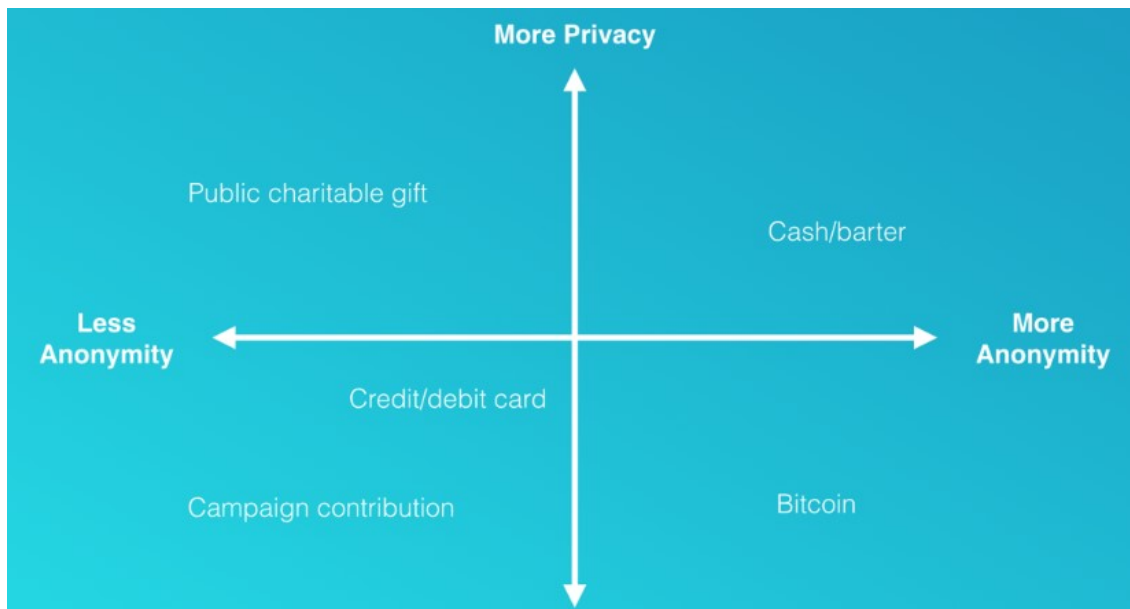 More Privacy
Public charitable gift
Cash/barter
Less
Anonymity
More
Anonymity
Credit/debit card
Campaign contribution
Bitcoin